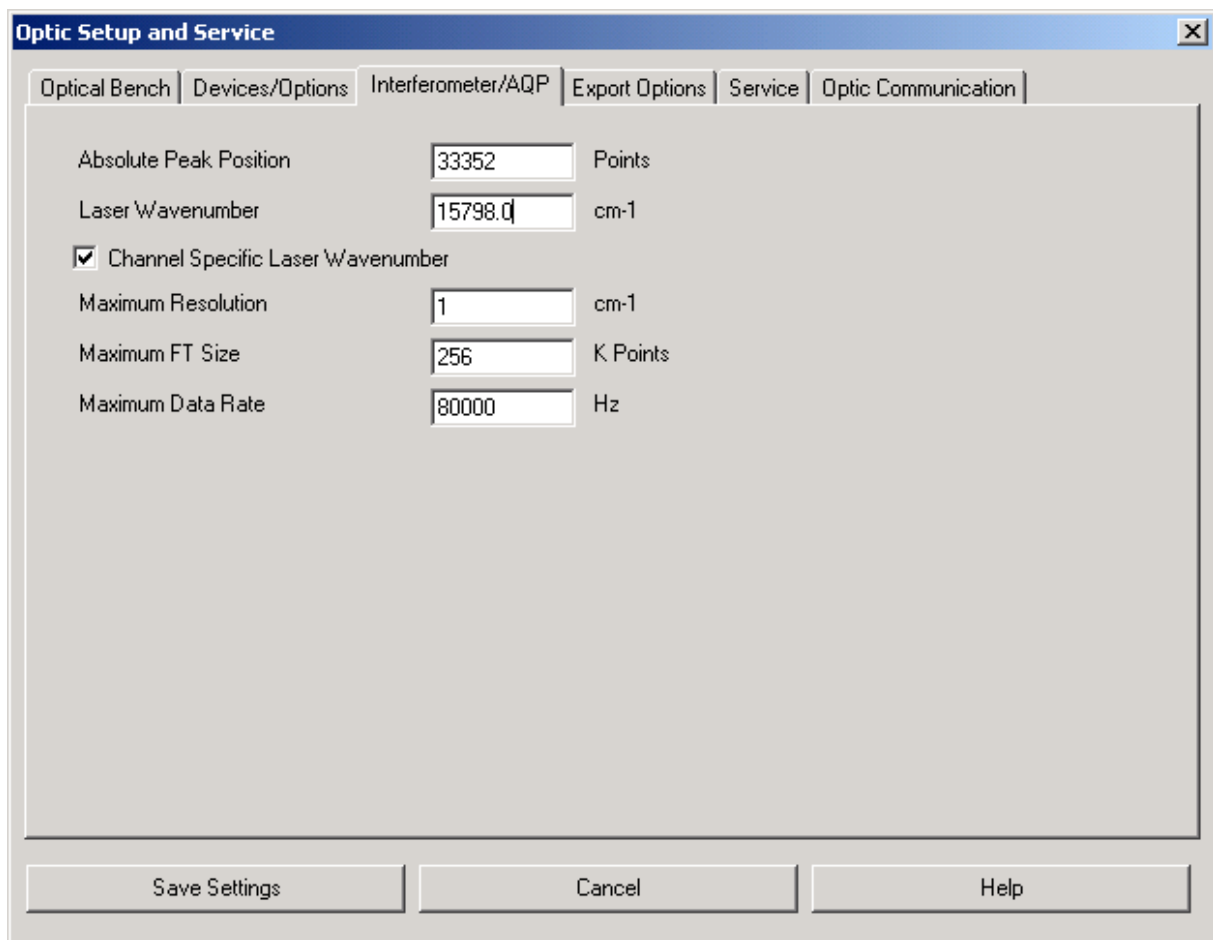 Optic Setup and Service
Optical Bench Devices/Options Interferometer/AQP Export Options Service Optic Communication
Absolute Peak Position 33352 Points
Laser Wavenumber 15798.0 cm-1
Channel Specific Laser Wavenumber
Maximum Resolution 1 cm-1
Maximum FT Size 256 K Points
Maximum Data Rate 80000 Hz
Save Settings Cancel Help